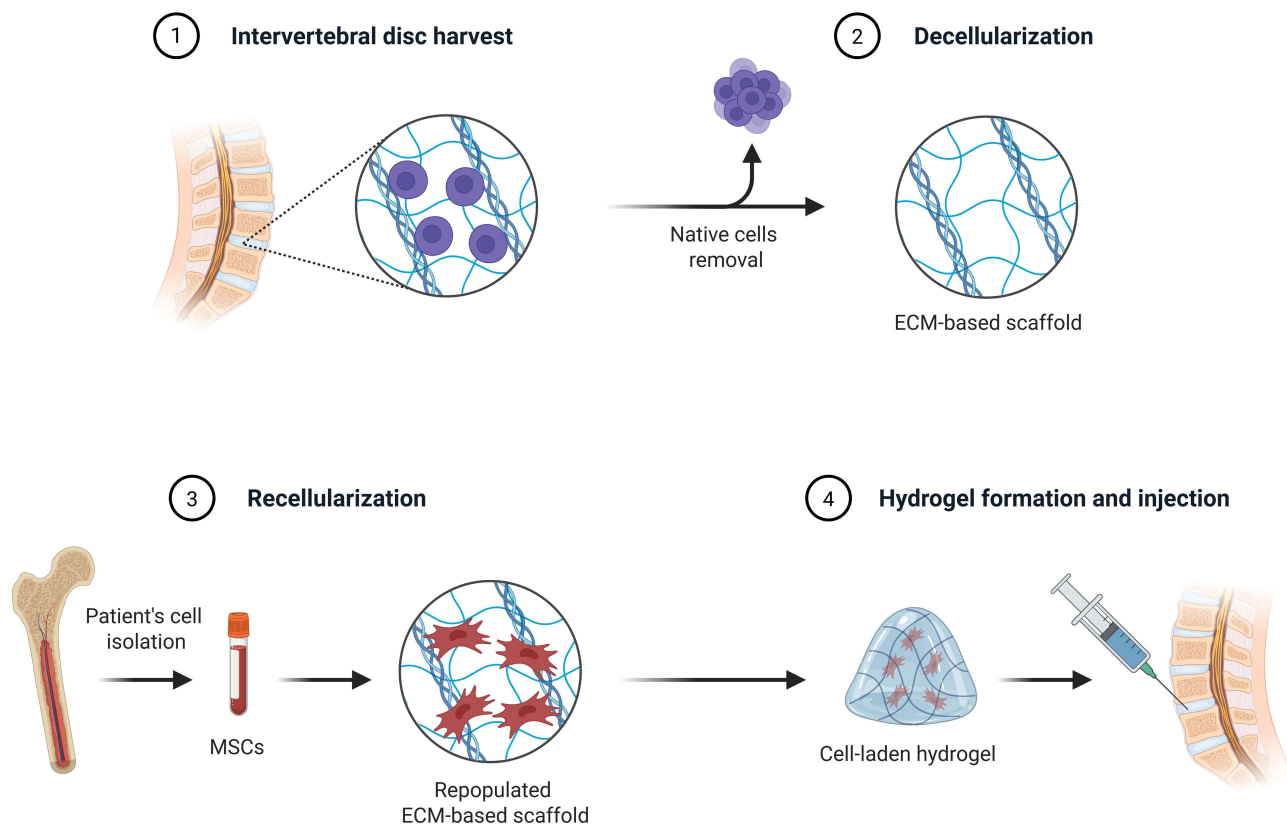 1 Intervertebral disc harvest
2 Decellularization
Native cells
removal
ECM-based scaffold
3 Recellularization
4 Hydrogel formation and injection
Patient's cell
isolation
MSCs
Repopulated
ECM-based scaffold
Cell-laden hydrogel